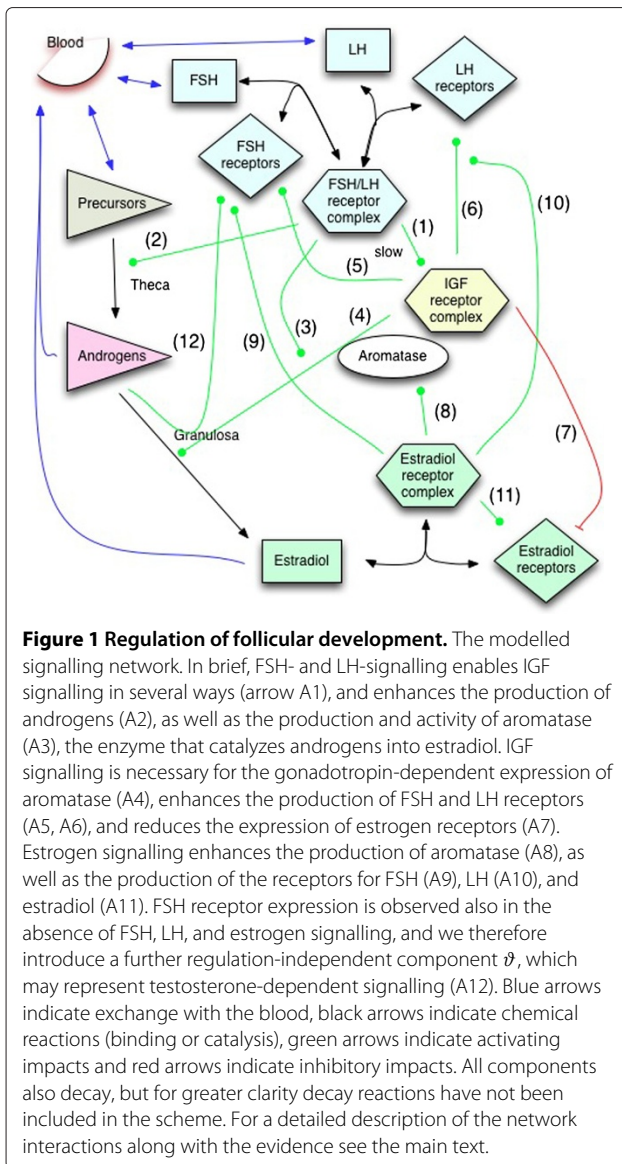 Blood
LH
FSH
LH
receptors
FSH
receptors
FSH/LH
receptor
complex
Precursors
(1)
(6)
(10)
(2)
slow
(5)
Theca
IGF
receptor
complex
(4)
(3)
(12)
(9)
Androgens
Aromatase
(8)
(7)
Granulosa
Estradiol
receptor
complex
(11)
Estradiol
Estradiol
receptors
Figure 1 Regulation of follicular development. The modelled
signalling network. In brief, FSH- and LH-signalling enables IGF
signalling in several ways (arrow A1), and enhances the production of
androgens (A2), as well as the production and activity of aromatase
(A3), the enzyme that catalyzes androgens into estradiol. IGF
signalling is necessary for the gonadotropin-dependent expression of
aromatase (A4), enhances the production of FSH and LH receptors
(A5, A6), and reduces the expression of estrogen receptors (A7).
Estrogen signalling enhances the production of aromatase (A8), as
well as the production of the receptors for FSH (A9), LH (A10), and
estradiol (A11). FSH receptor expression is observed also in the
absence of FSH, LH, and estrogen signalling, and we therefore
introduce a further regulation-independent component ϑ, which
may represent testosterone-dependent signalling (A12). Blue arrows
indicate exchange with the blood, black arrows indicate chemical
reactions (binding or catalysis), green arrows indicate activating
impacts and red arrows indicate inhibitory impacts. All components
also decay, but for greater clarity decay reactions have not been
included in the scheme. For a detailed description of the network
interactions along with the evidence see the main text.